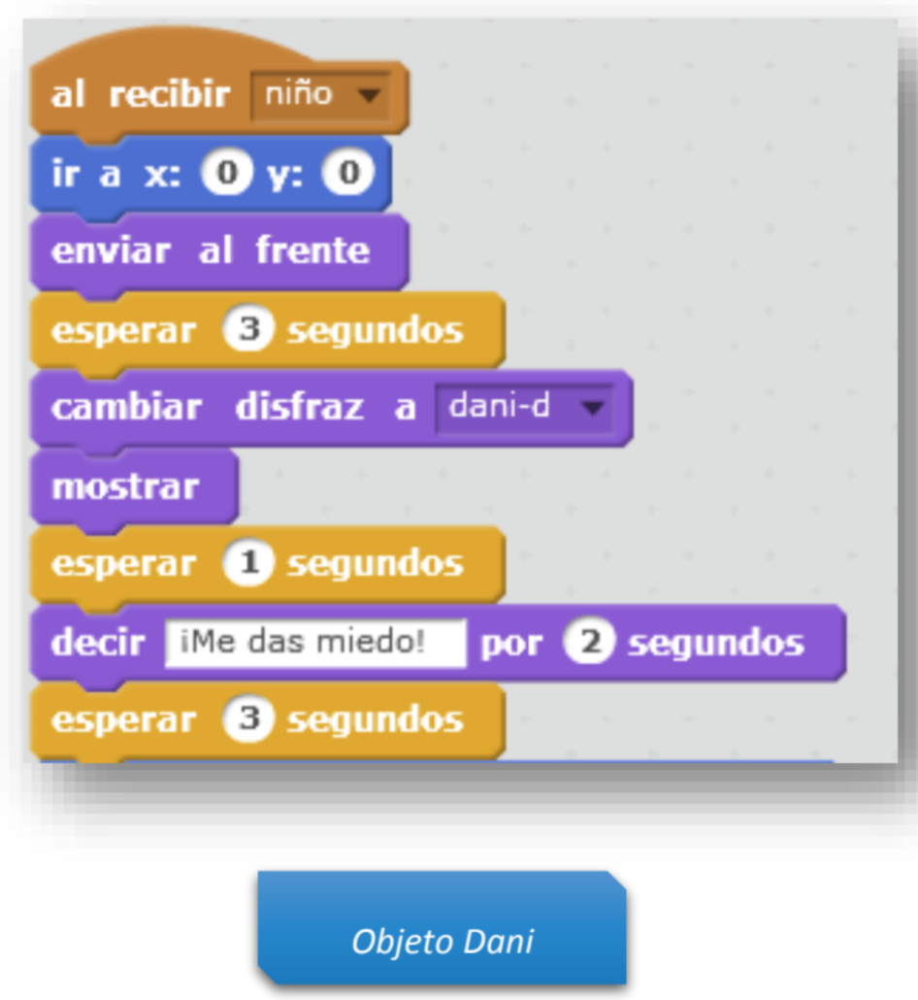 al recibir niño
ir a x: 0 y: 0
enviar al frente
esperar 3 segundos
cambiar disfraz a dani-d
mostrar
esperar 1 segundos
decir ¡Me das miedo! por 2 segundos
esperar 3 segundos
Objeto Dani